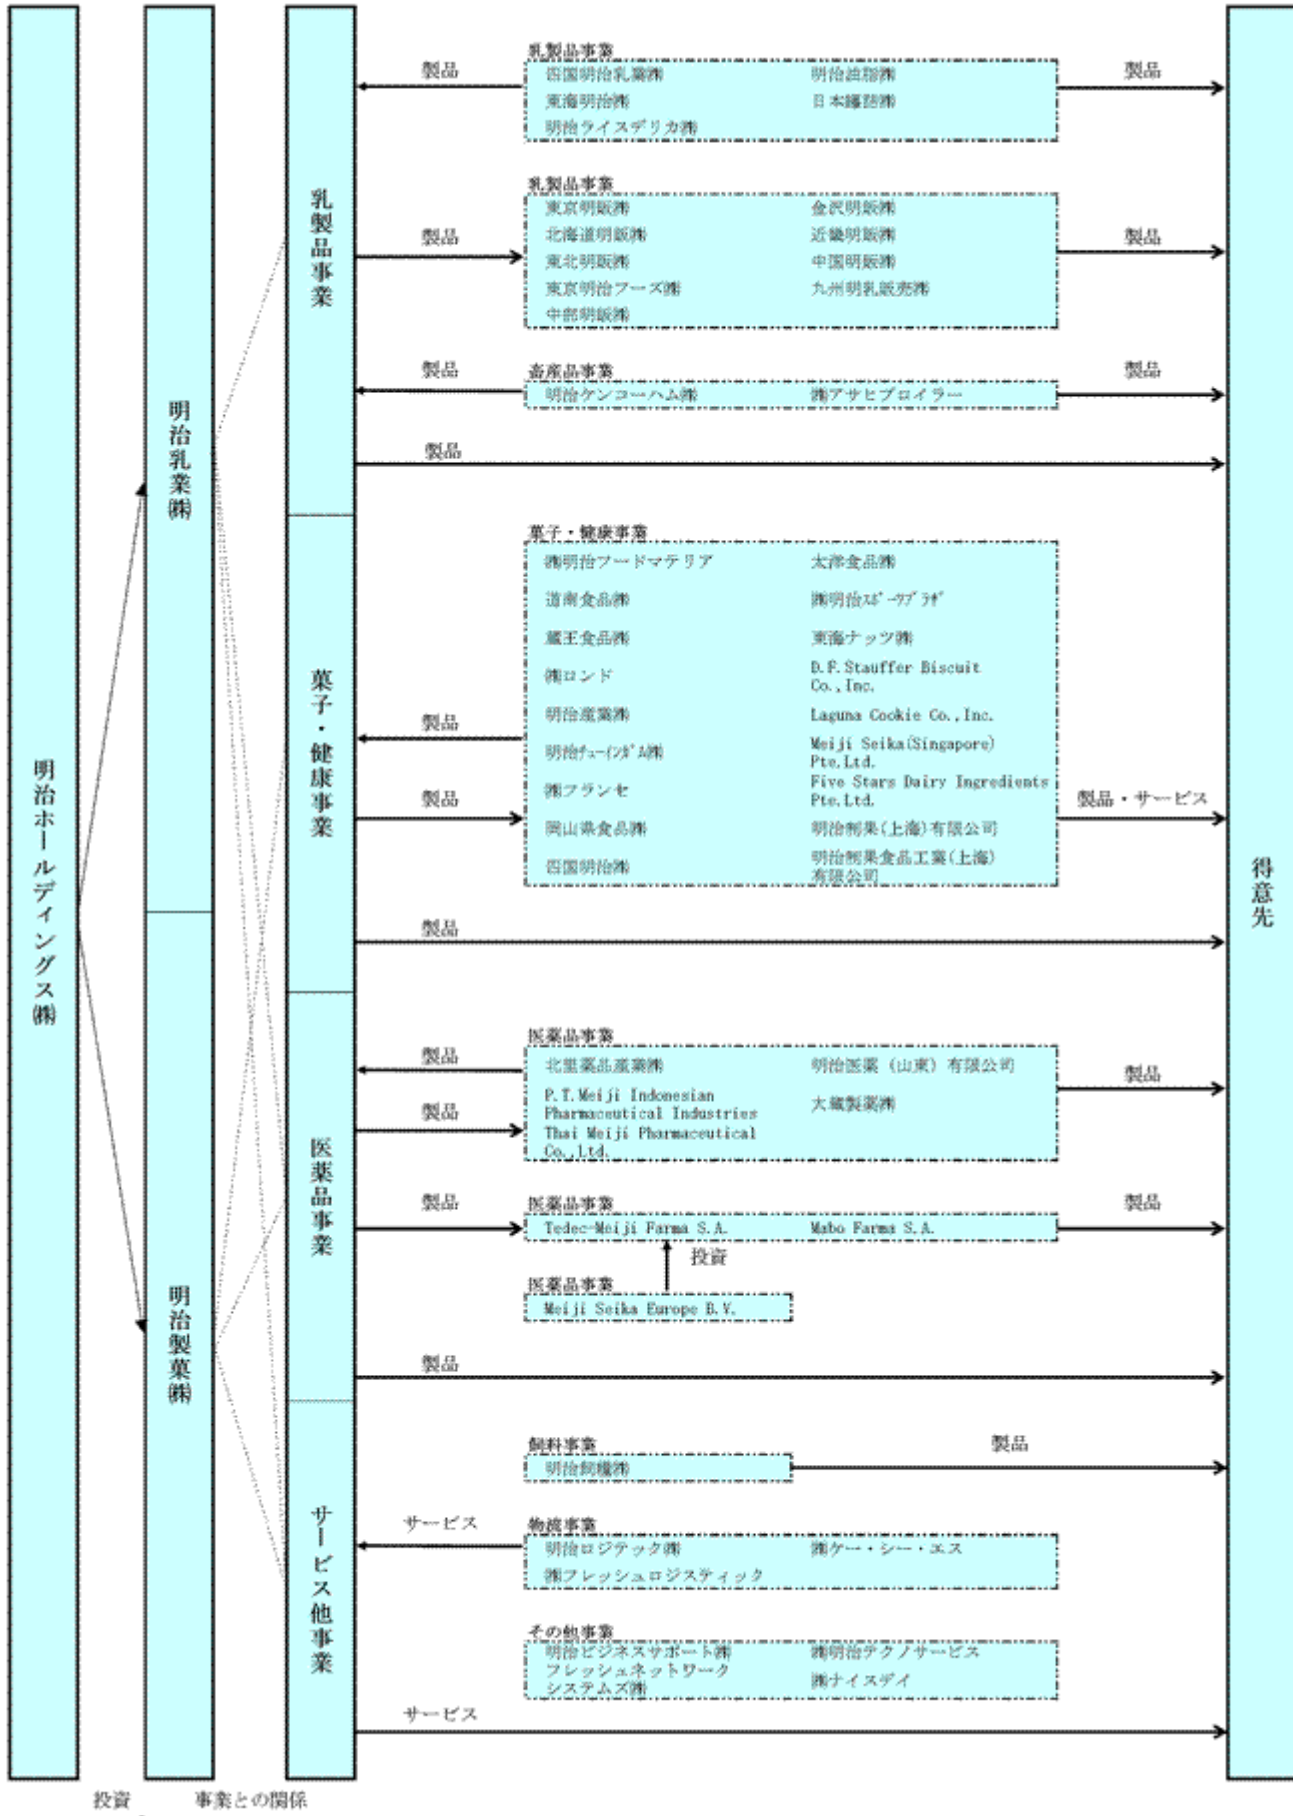 明治ホールディングス㈱
明治乳業㈱
明治製菓㈱
乳製品事業
菓子・健康事業
医薬品事業
サービス他事業
得意先
乳製品事業
製品
製品
四国明治乳業㈱
明治油脂㈱
東海明治㈱
日本罐詰㈱
明治ライスデリカ㈱
乳製品事業
製品
製品
東京明販㈱
金沢明販㈱
北海道明販㈱
近畿明販㈱
東北明販㈱
中国明販㈱
東京明治フーズ㈱
九州明乳販売㈱
中部明販㈱
畜産品事業
製品
製品
明治ケンコーハム㈱
㈱アサヒブロイラー
製品
菓子・健康事業
㈱明治フードマテリア
太洋食品㈱
道南食品㈱
㈱明治ｽﾎﾟｰﾂﾌﾟﾗｻﾞ
蔵王食品㈱
東海ナッツ㈱
㈱ロンド
D.F.Stauffer Biscuit
Co.,Inc.
明治産業㈱
Laguna Cookie Co.,Inc.
明治ﾁｭｰｲﾝｶﾞﾑ㈱
Meiji Seika(Singapore)
Pte.Ltd.
㈱フランセ
Five Stars Dairy Ingredients
Pte.Ltd.
岡山県食品㈱
明治制果(上海)有限公司
四国明治㈱
明治制果食品工業(上海)
有限公司
製品
製品
製品・サービス
製品
医薬品事業
製品
製品
製品
北里薬品産業㈱
明治医薬（山東）有限公司
P.T.Meiji Indonesian
Pharmaceutical Industries
大蔵製薬㈱
Thai Meiji Pharmaceutical
Co.,Ltd.
医薬品事業
製品
製品
Tedec-Meiji Farma S.A.
Mabo Farma S.A.
投資
医薬品事業
Meiji Seika Europe B.V.
製品
飼料事業
製品
明治飼糧㈱
物流事業
サービス
明治ロジテック㈱
㈱ケー・シー・エス
㈱フレッシュロジスティック
その他事業
明治ビジネスサポート㈱
㈱明治テクノサービス
フレッシュネットワーク
システムズ㈱
㈱ナイスデイ
サービス
投資
事業との関係